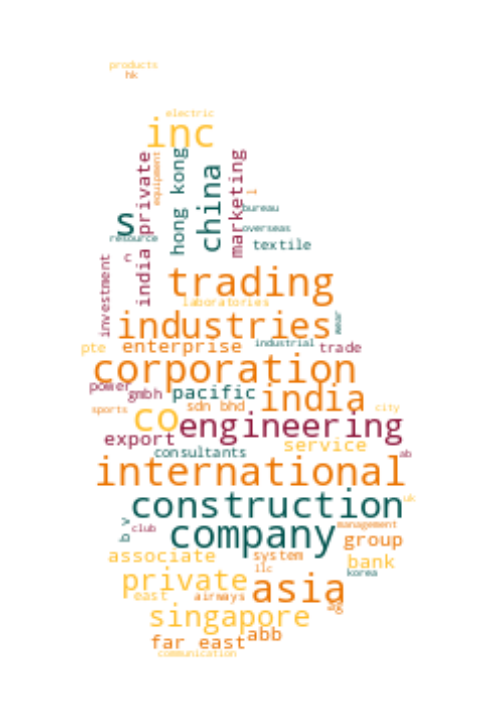 products
hk
electric
inc
india private
equipment
hong kong
china
marketing
l
bureau
s
overseas
resource
textile
c
investment
trading
laboratories
industries
wear
enterprise
industrial
pte
trade
corporation
power
gmbh
pacific
india
sports
sdn bhd
city
co
engineering
export
service
consultants
ab
international
uk
construction
b v
club
company
management
group
associate
system
bank
llc
korea
private
asia
east
airways
ag
singapore
abb
far east
communication